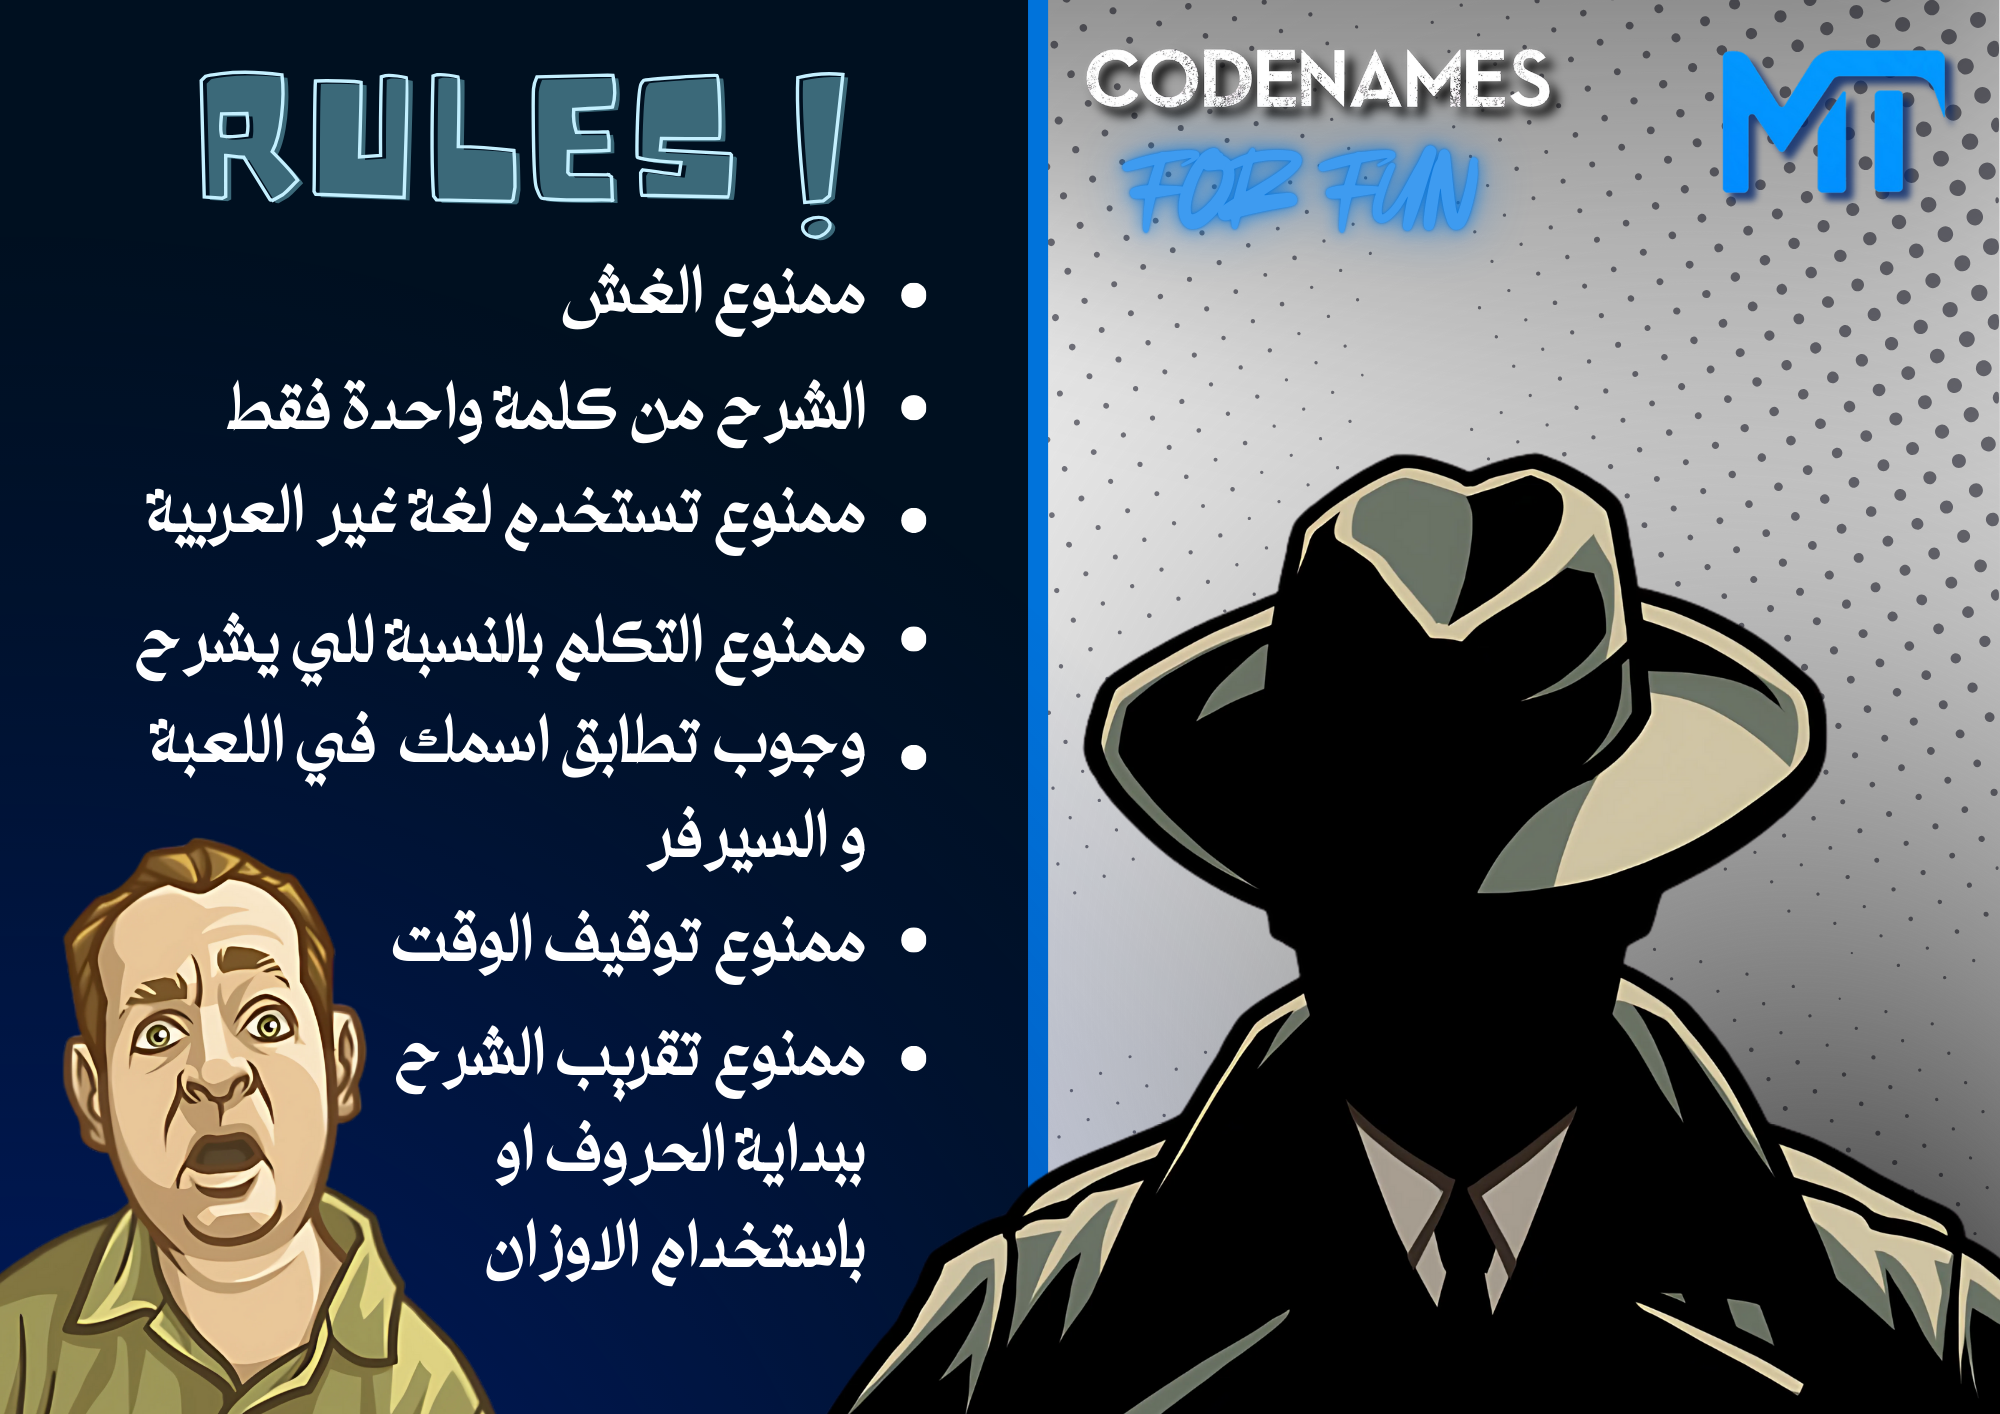 RULES!
• ممنوع الغش
• الشرح من كلمة واحدة فقط
• ممنوع تستخدم لغة غير العربية
• ممنوع التكلم بالنسبة للي يشرح
• وجوب تطابق اسمك في اللعبة
و السيرفر
• ممنوع توقيف الوقت
• ممنوع تقريب الشرح
ببداية الحروف او
باستخدام الاوزان
CODENAMES
FOR FUN
MT